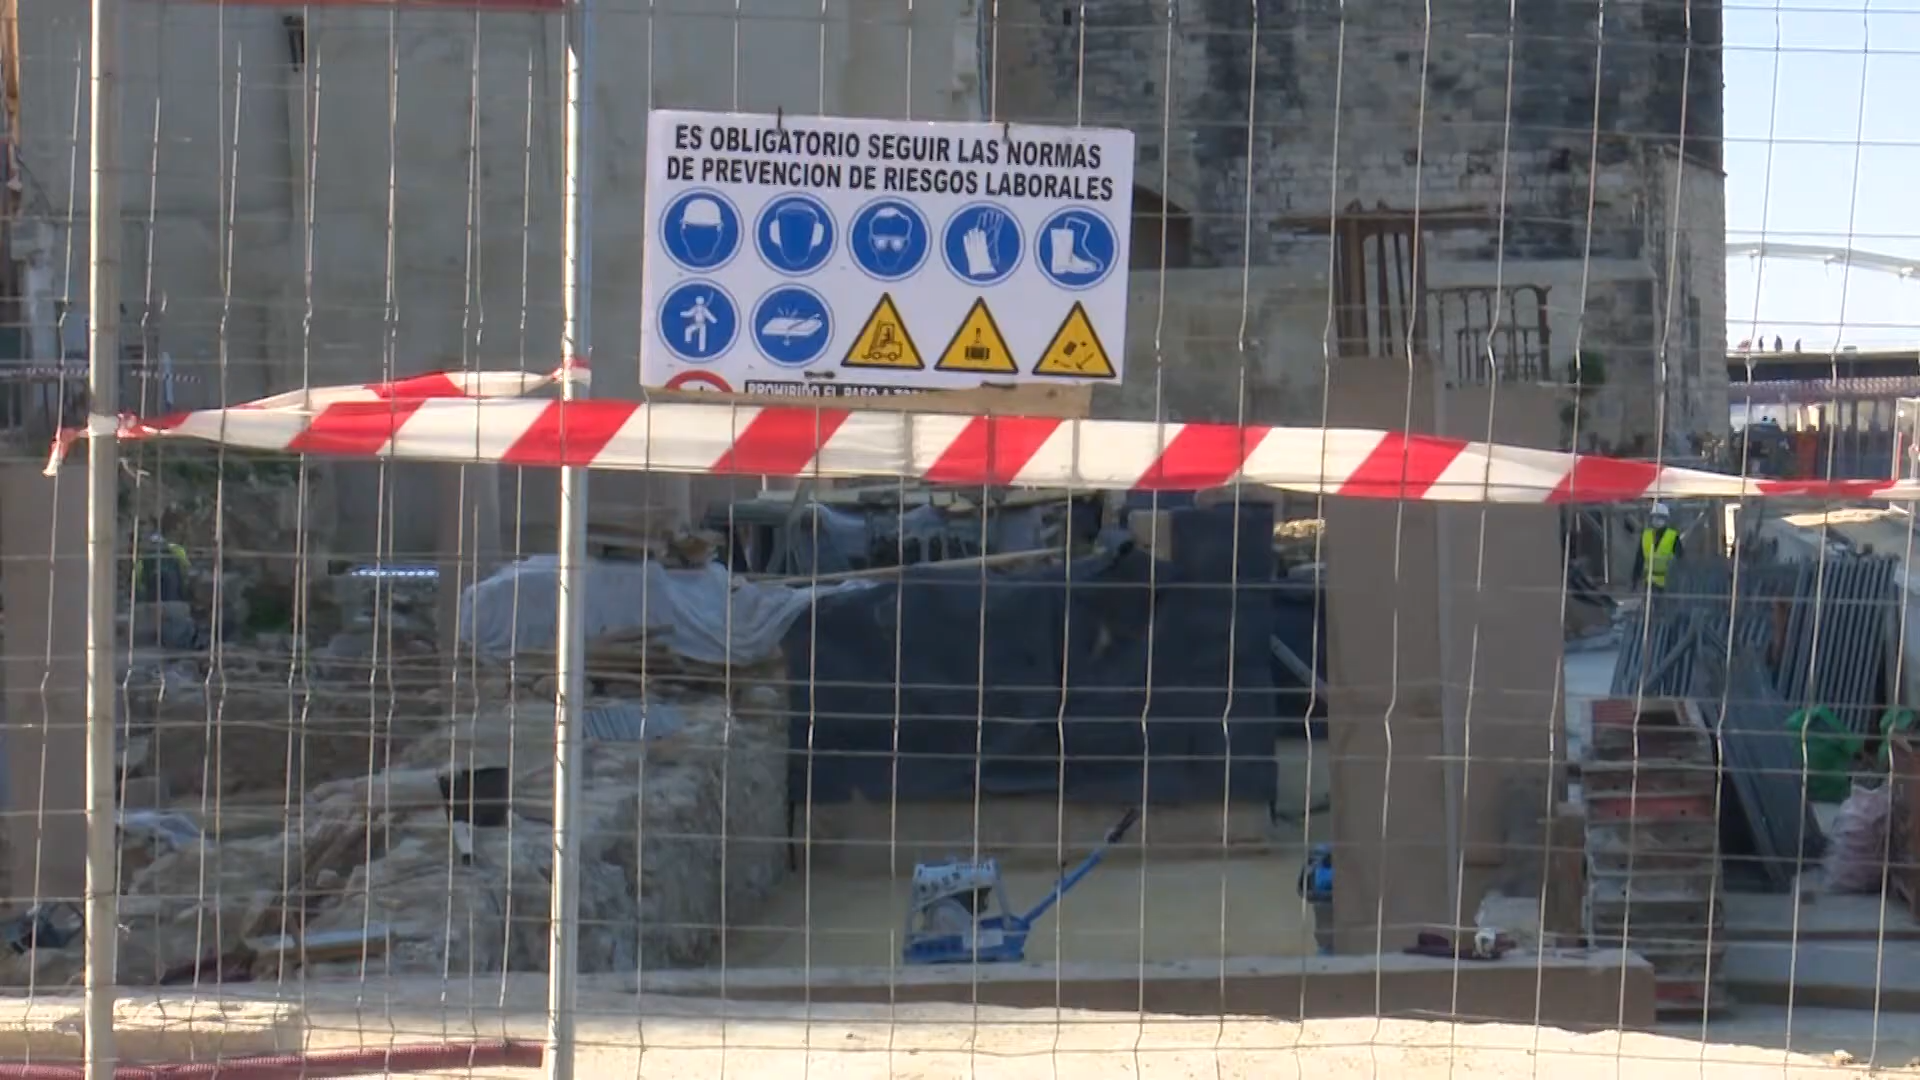 ES OBLIGATORIO SEGUIR LAS NORMAS
DE PREVENCION DE RIESGOS LABORALES
PROHIBIDO EL PASO A